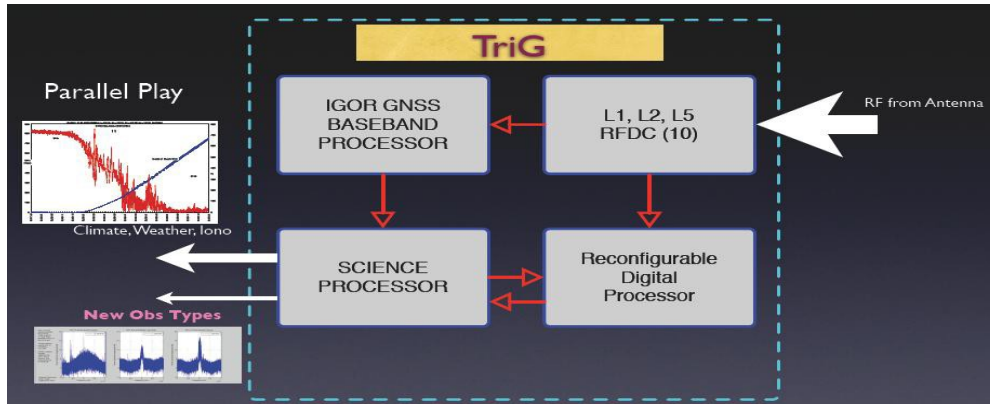 TriG
Parallel Play
IGOR GNSS
BASEBAND
PROCESSOR
L1, L2, L5
RFDC (10)
RF from Antenna
Climate, Weather, Iono
SCIENCE
PROCESSOR
Reconfigurable
Digital
Processor
New Obs Types